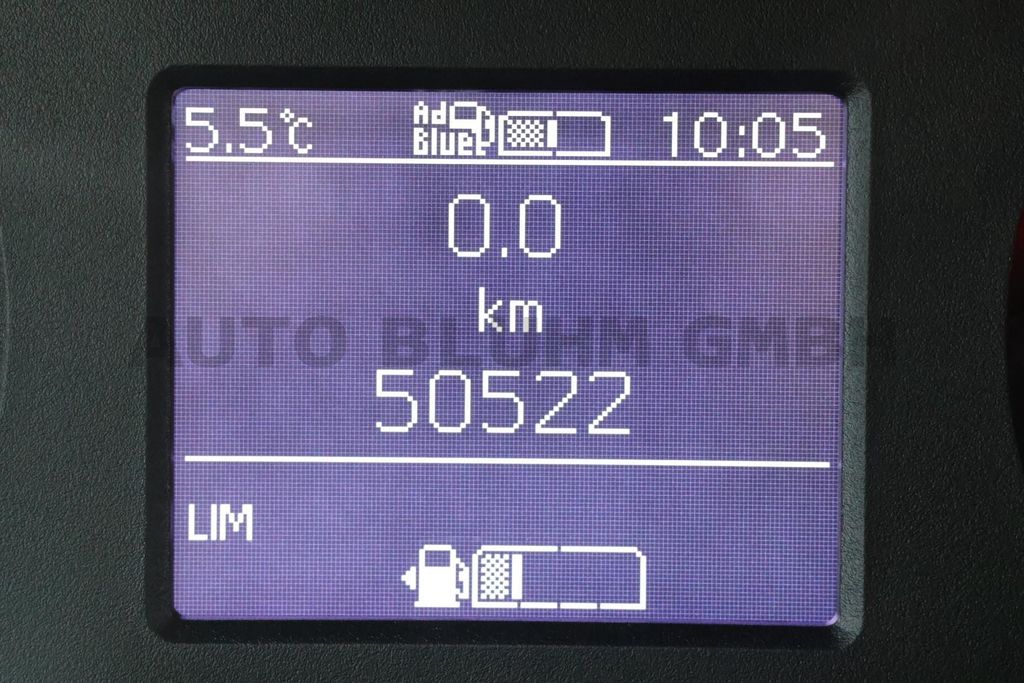 5.5°C Ad Blue 10:05
0.0
km
AUTO BLUHM GMBH
50522
LIM